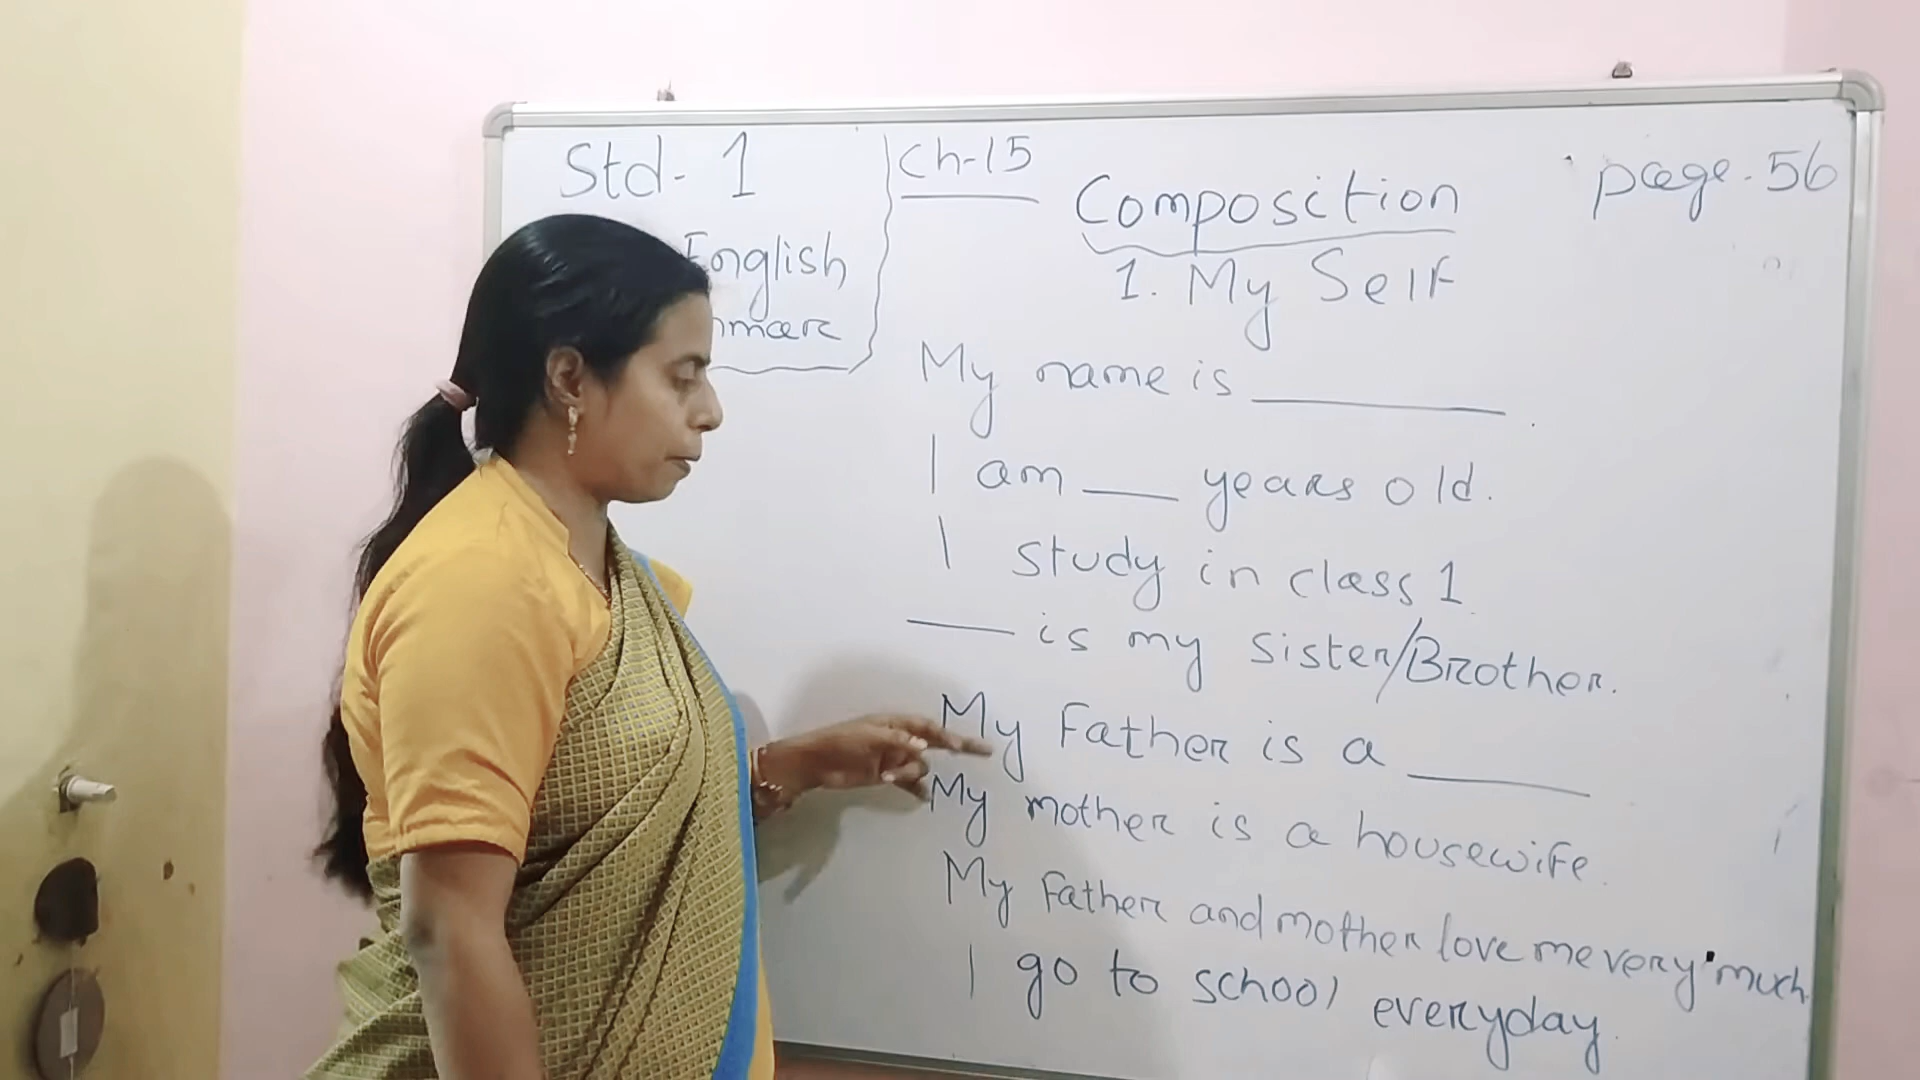 Std- 1
English
Ch-15
Composition
page. 56
1. My Self
My name is ________ .
I am ___ years old.
I study in class 1.
___ is my sister/Brother.
My Father is a ______
My mother is a housewife.
My Father and mother love me very much.
I go to school everyday.